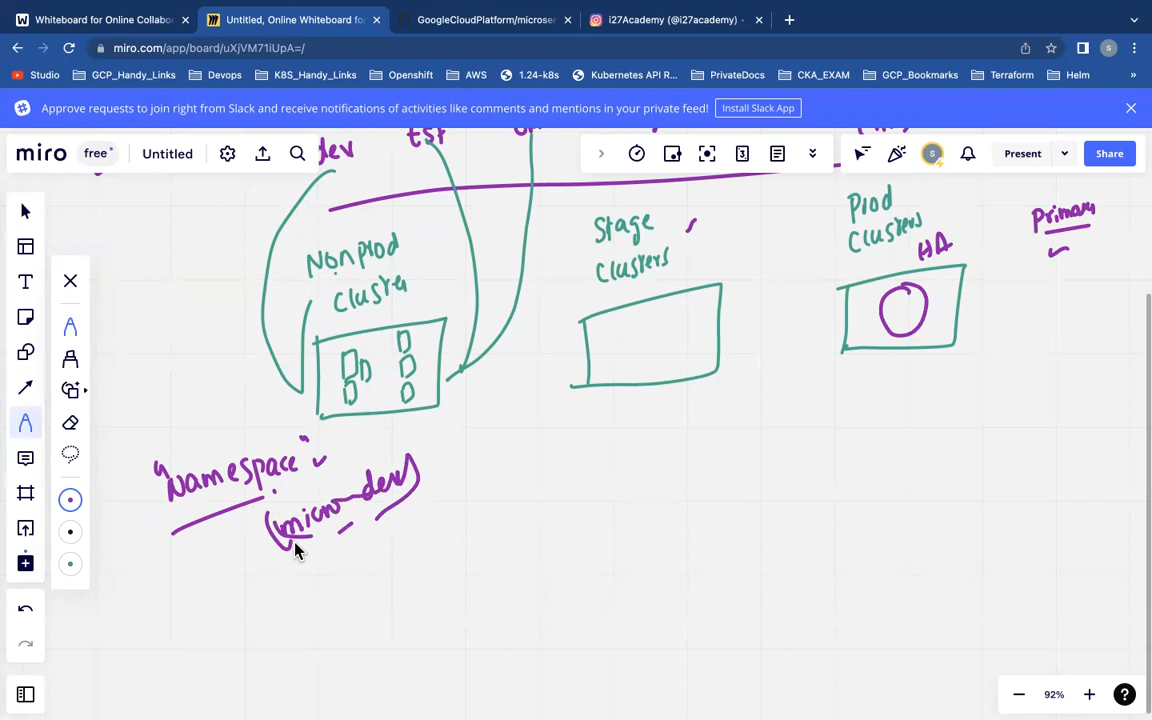 Whiteboard for Online Collabo
Untitled, Online Whiteboard for
GoogleCloudPlatform/microser
i27Academy (@i27academy)
miro.com/app/board/uXjVM71iUpA=/
S
Studio
GCP_Handy_Links
Devops
K8S_Handy_Links
Openshift
AWS
1.24-k8s
Kubernetes API R...
PrivateDocs
CKA_EXAM
GCP_Bookmarks
Terraform
Helm
»
Approve requests to join right from Slack and receive notifications of activities like comments and mentions in your private feed!
Install Slack App
miro
free
Untitled
Present
Share
S
dev
test
Nonprod
Cluster
Stage
Clusters
Prod
Clusters
HA
Primary
"Namespace"
(micro-dev)
92%